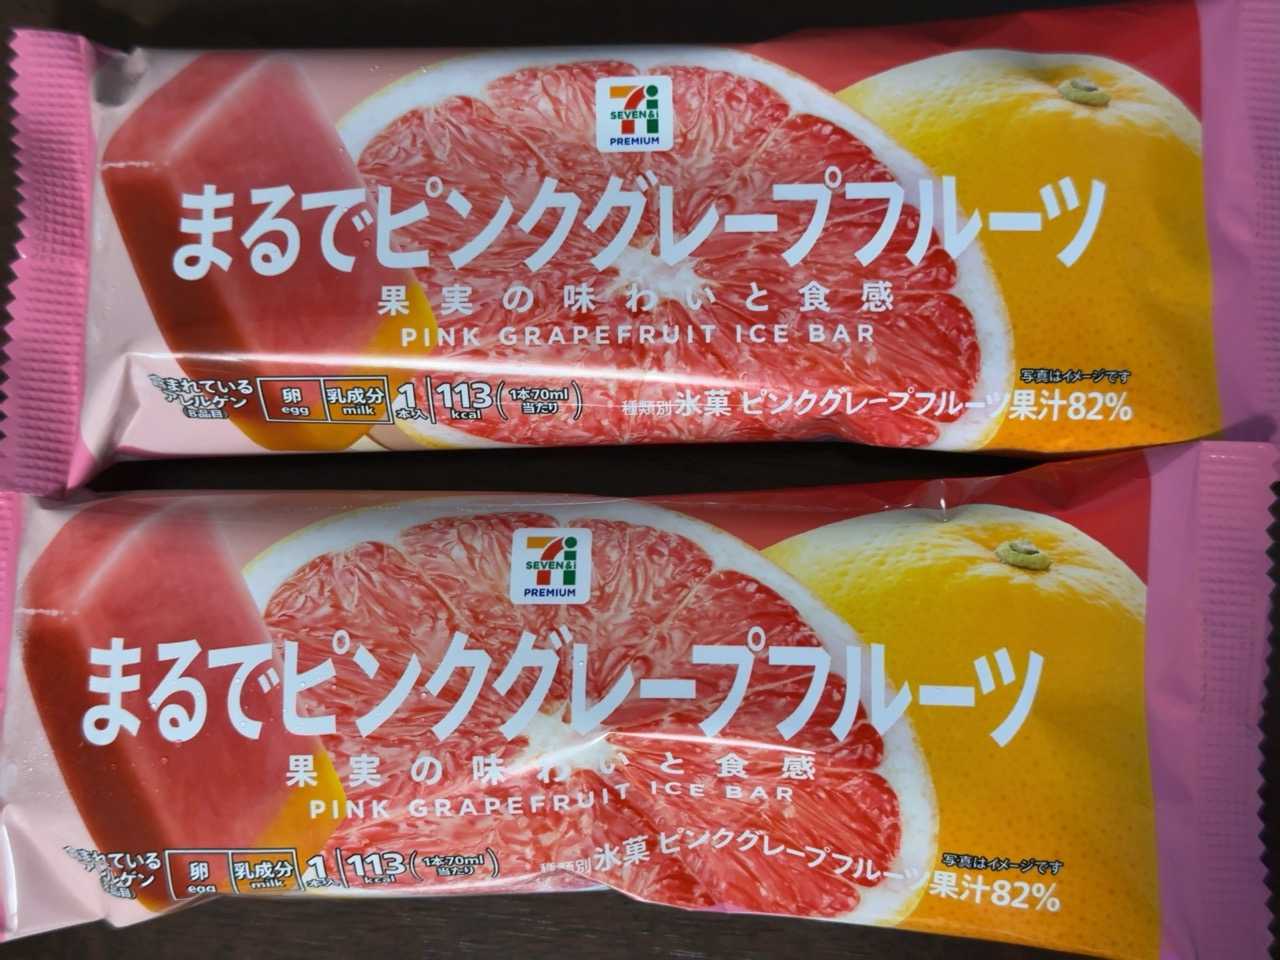 SEVEN&i
PREMIUM
まるでピンクグレープフルーツ
果実の味わいと食感
PINK GRAPEFRUIT ICE BAR
写真はイメージです
含まれている
アレルゲン
(8品目)
卵
egg
乳成分
milk
1
本入
113
kcal
(1本70ml
当たり)
種類別 氷菓 ピンクグレープフルーツ果汁82%
SEVEN&i
PREMIUM
まるでピンクグレープフルーツ
果実の味わいと食感
PINK GRAPEFRUIT ICE BAR
写真はイメージです
含まれている
アレルゲン
卵
egg
乳成分
milk
1
本入
113
kcal
(1本70ml
当たり)
種類別 氷菓 ピンクグレープフルーツ果汁82%